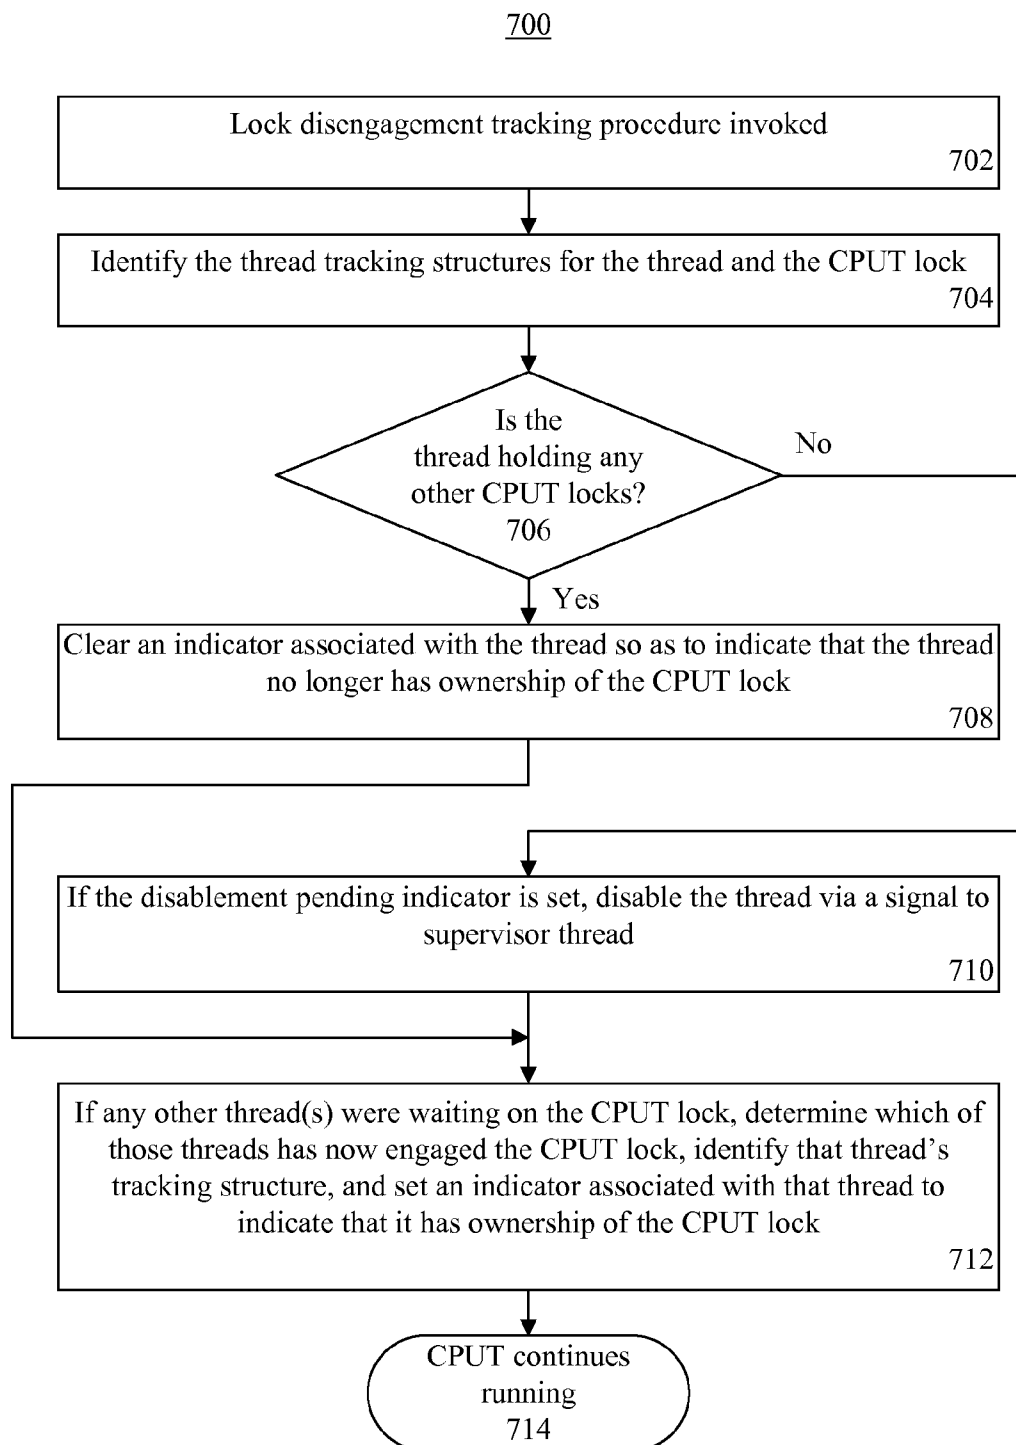 700
Lock disengagement tracking procedure invoked
702
Identify the thread tracking structures for the thread and the CPUT lock
704
Is the
thread holding any
other CPUT locks?
706
No
Yes
Clear an indicator associated with the thread so as to indicate that the thread
no longer has ownership of the CPUT lock
708
If the disablement pending indicator is set, disable the thread via a signal to
supervisor thread
710
If any other thread(s) were waiting on the CPUT lock, determine which of
those threads has now engaged the CPUT lock, identify that thread's
tracking structure, and set an indicator associated with that thread to
indicate that it has ownership of the CPUT lock
712
CPUT continues
running
714